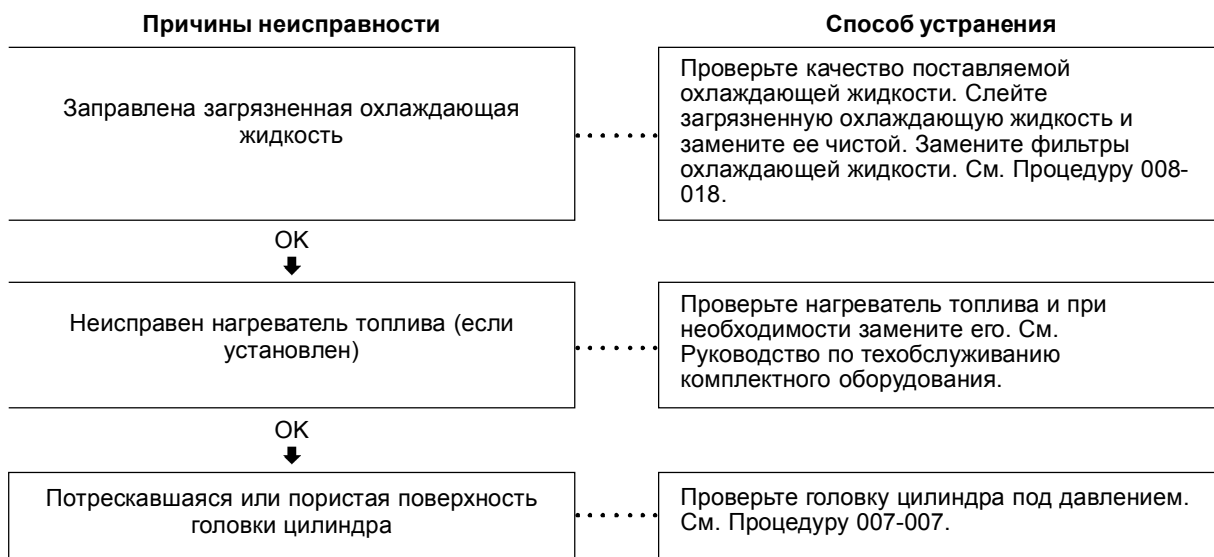 Причины неисправности
Способ устранения
Заправлена загрязненная охлаждающая
жидкость
Проверьте качество поставляемой
охлаждающей жидкости. Слейте
загрязненную охлаждающую жидкость и
замените ее чистой. Замените фильтры
охлаждающей жидкости. См. Процедуру 008-
018.
OK
Неисправен нагреватель топлива (если
установлен)
Проверьте нагреватель топлива и при
необходимости замените его. См.
Руководство по техобслуживанию
комплектного оборудования.
OK
Потрескавшаяся или пористая поверхность
головки цилиндра
Проверьте головку цилиндра под давлением.
См. Процедуру 007-007.